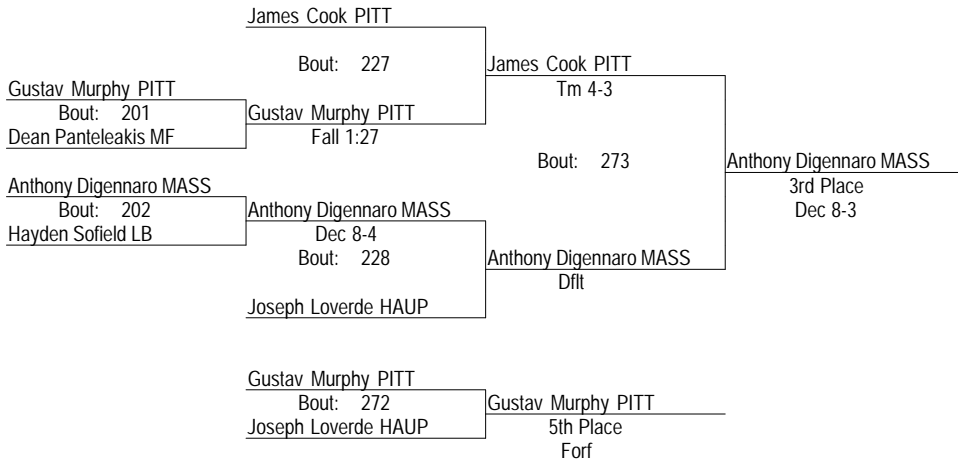 James Cook PITT
Bout: 227
James Cook PITT
Gustav Murphy PITT
Tm 4-3
Bout: 201
Gustav Murphy PITT
Dean Panteleakis MF
Fall 1:27
Bout: 273
Anthony Digennaro MASS
Anthony Digennaro MASS
3rd Place
Bout: 202
Anthony Digennaro MASS
Dec 8-3
Hayden Sofield LB
Dec 8-4
Bout: 228
Anthony Digennaro MASS
Dflt
Joseph Loverde HAUP
Gustav Murphy PITT
Bout: 272
Gustav Murphy PITT
Joseph Loverde HAUP
5th Place
Forf